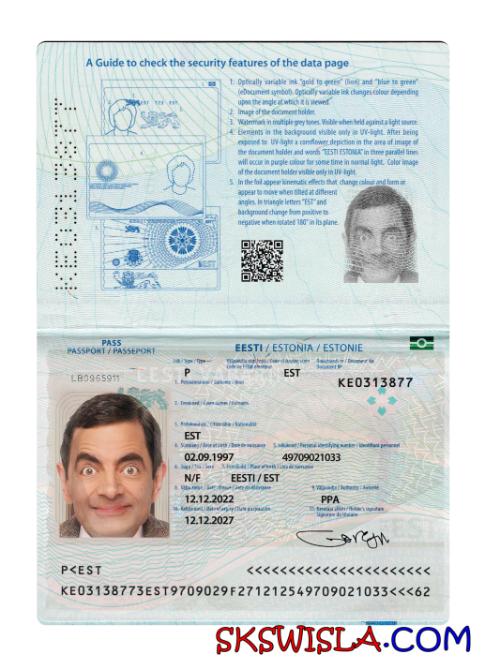 A Guide to check the security features of the data page
1. Optically variable ink "gold to green" (lion) and "blue to green"
(eDocument symbol). Optically variable ink changes colour depending
upon the angle at which it is viewed.
2. Image of the document holder.
3. Watermark in multiple grey tones. Visible when held against a light source.
4. Elements in the background visible only in UV-light. After being
exposed to UV-light a cornflower depiction in the area of image of
the document holder and words "EESTI ESTONIA" in three parallel lines
will occur in purple colour for some time in normal light. Color image
of the document holder visible only in UV-light.
5. In the foil appear kinematic effects that change colour and form or
appear to move when tilted at different
angles. In triangle letters "EST" and
background change from positive to
negative when rotated 180° in its plane.
PASS
PASSPORT / PASSEPORT
EESTI / ESTONIA / ESTONIE
P
EST
KE0313877
LB0965911
EST
02.09.1997
49709021033
N/F
EESTI / EST
12.12.2022
PPA
12.12.2027
P<EST <<<<<<<<<<<<<<<<<<<<<<<
KE03138773EST9709029F271212549709021033<<<62
SKSWISLA.COM